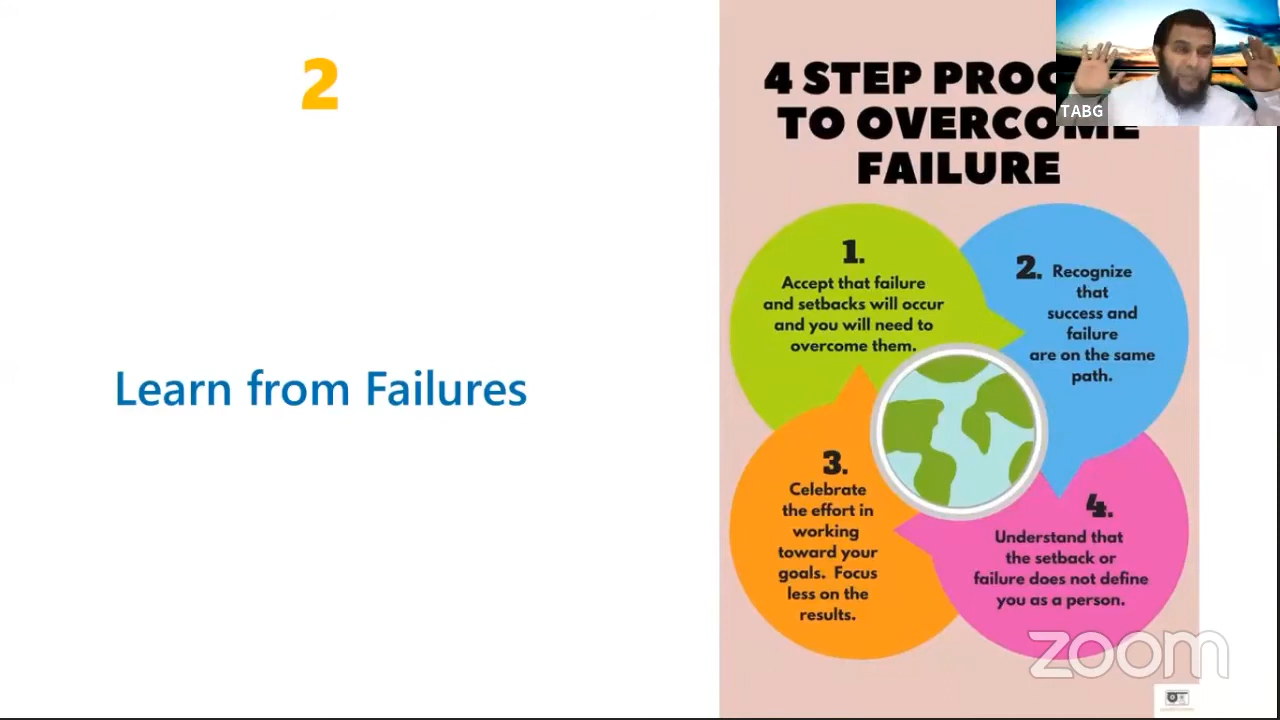 2
Learn from Failures
4 STEP PROC
TO OVERCOME
FAILURE
1.
Accept that failure
and setbacks will occur
and you will need to
overcome them.
2. Recognize
that
success and
failure
are on the same
path.
3.
Celebrate
the effort in
working
toward your
goals. Focus
less on the
results.
4.
Understand that
the setback or
failure does not define
you as a person.
TABG
zoom